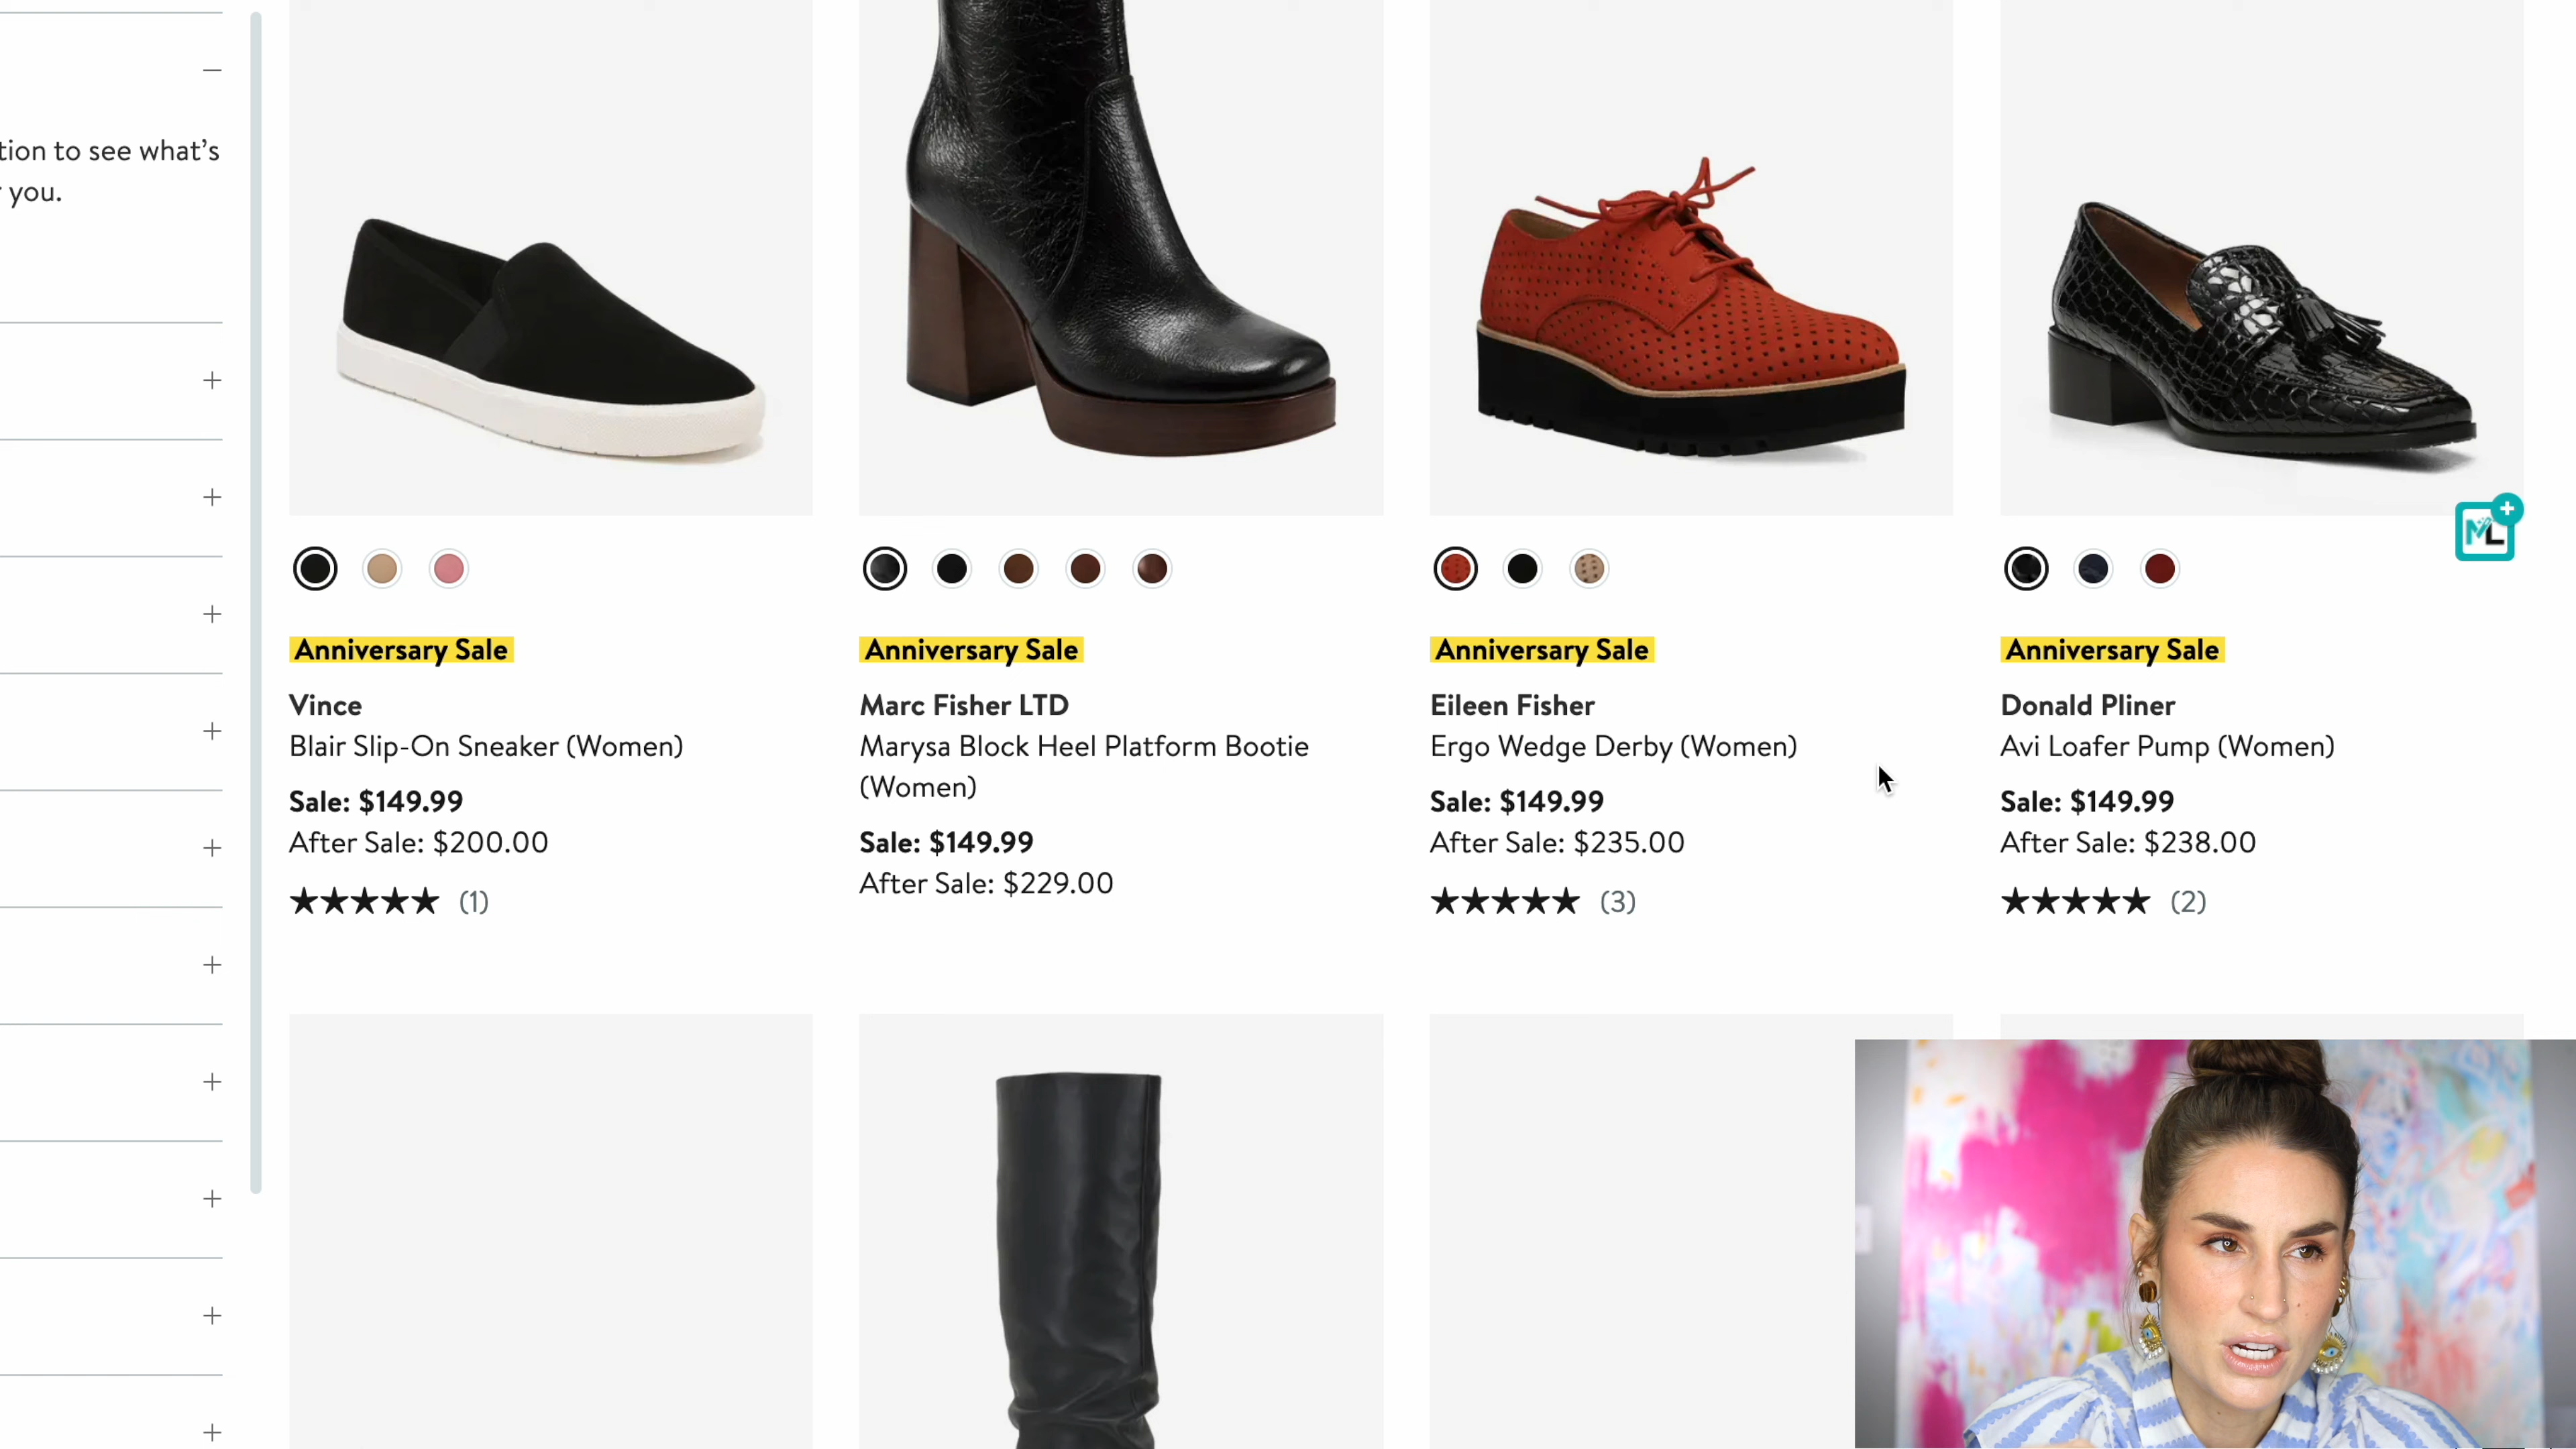 tion to see what's
you.
Anniversary Sale
Vince
Blair Slip-On Sneaker (Women)
Sale: $149.99
After Sale: $200.00
(1)
Anniversary Sale
Marc Fisher LTD
Marysa Block Heel Platform Bootie
(Women)
Sale: $149.99
After Sale: $229.00
Anniversary Sale
Eileen Fisher
Ergo Wedge Derby (Women)
Sale: $149.99
After Sale: $235.00
(3)
ML
Anniversary Sale
Donald Pliner
Avi Loafer Pump (Women)
Sale: $149.99
After Sale: $238.00
(2)